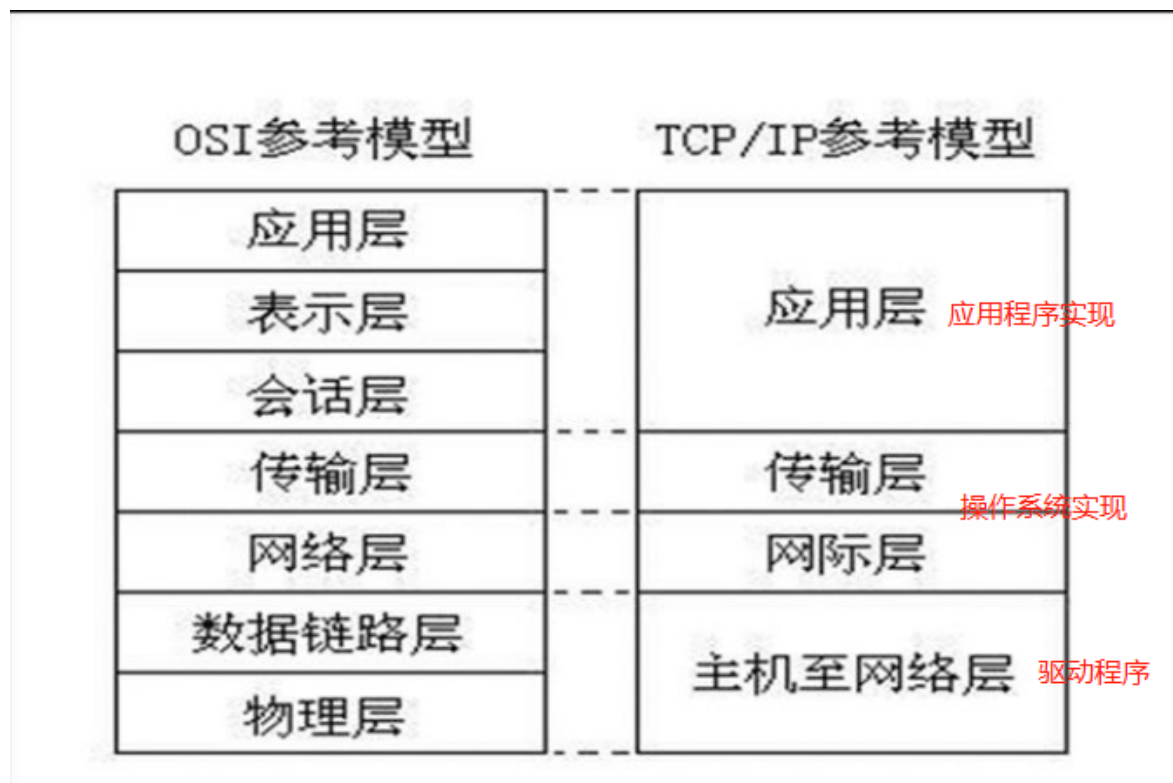 OSI参考模型
TCP/IP参考模型
应用层
表示层
会话层
传输层
网络层
数据链路层
物理层
应用层
应用程序实现
传输层
操作系统实现
网际层
主机至网络层
驱动程序